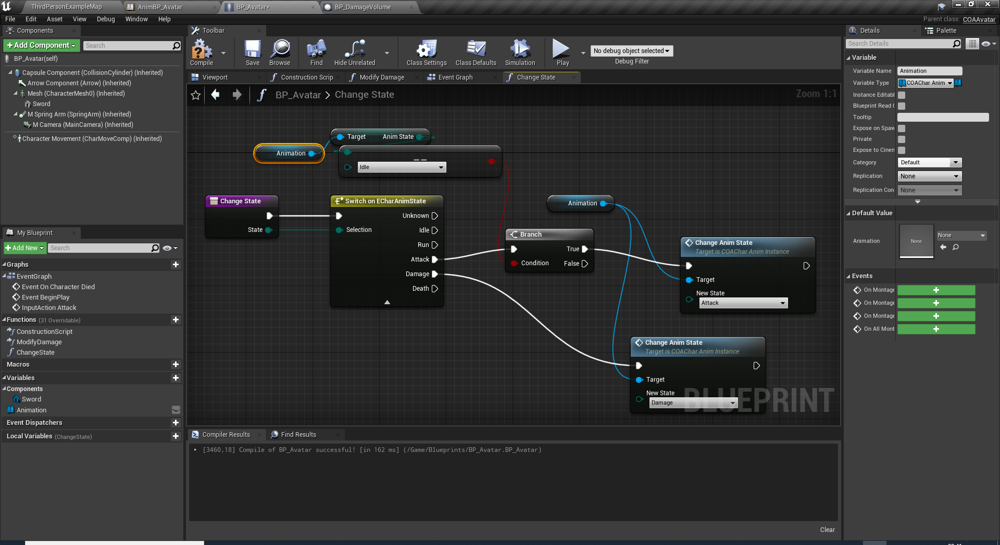 ThirdPersonExampleMap
AnimBP_Avatar
BP_Avatar*
BP_DamageVolume
File Edit Asset View Debug Window Help
Parent class: COAAvatar
Components
+Add Component
Search
BP_Avatar(self)
Capsule Component (CollisionCylinder) (Inherited)
Arrow Component (Arrow) (Inherited)
Mesh (CharacterMesh0) (Inherited)
Sword
M Spring Arm (SpringArm) (Inherited)
M Camera (MainCamera) (Inherited)
Character Movement (CharMoveComp) (Inherited)
My Blueprint
+Add New
Search
Graphs
EventGraph
Event On Character Died
Event BeginPlay
InputAction Attack
Functions (31 Overridable)
ConstructionScript
ModifyDamage
ChangeState
Macros
Variables
Components
Sword
Animation
Event Dispatchers
Local Variables (ChangeState)
Toolbar
Compile
Save
Browse
Find
Hide Unrelated
Class Settings
Class Defaults
Simulation
Play
No debug object selected
Debug Filter
Viewport
Construction Scrip
Modify Damage
Event Graph
Change State
BP_Avatar > Change State
Zoom 1:1
Target Anim State
Animation
==
Idle
Change State
State
Switch on ECharAnimState
Selection
Unknown
Idle
Run
Attack
Damage
Death
Animation
Branch
True
Condition False
Change Anim State
Target is COAChar Anim Instance
Target
New State
Attack
Change Anim State
Target is COAChar Anim Instance
Target
New State
Damage
BLUEPRINT
Compiler Results
Find Results
[3460,18] Compile of BP_Avatar successful! [in 162 ms] (/Game/Blueprints/BP_Avatar.BP_Avatar)
Clear
Details
Palette
Search Details
Variable
Variable Name Animation
Variable Type COAChar Anim
Instance Editabl
Blueprint Read
Tooltip
Expose on Spaw
Private
Expose to Cinen
Category Default
Replication None
Replication Con None
Default Value
Animation None None
Events
On Montage +
On Montage +
On Montage +
On All Mont +